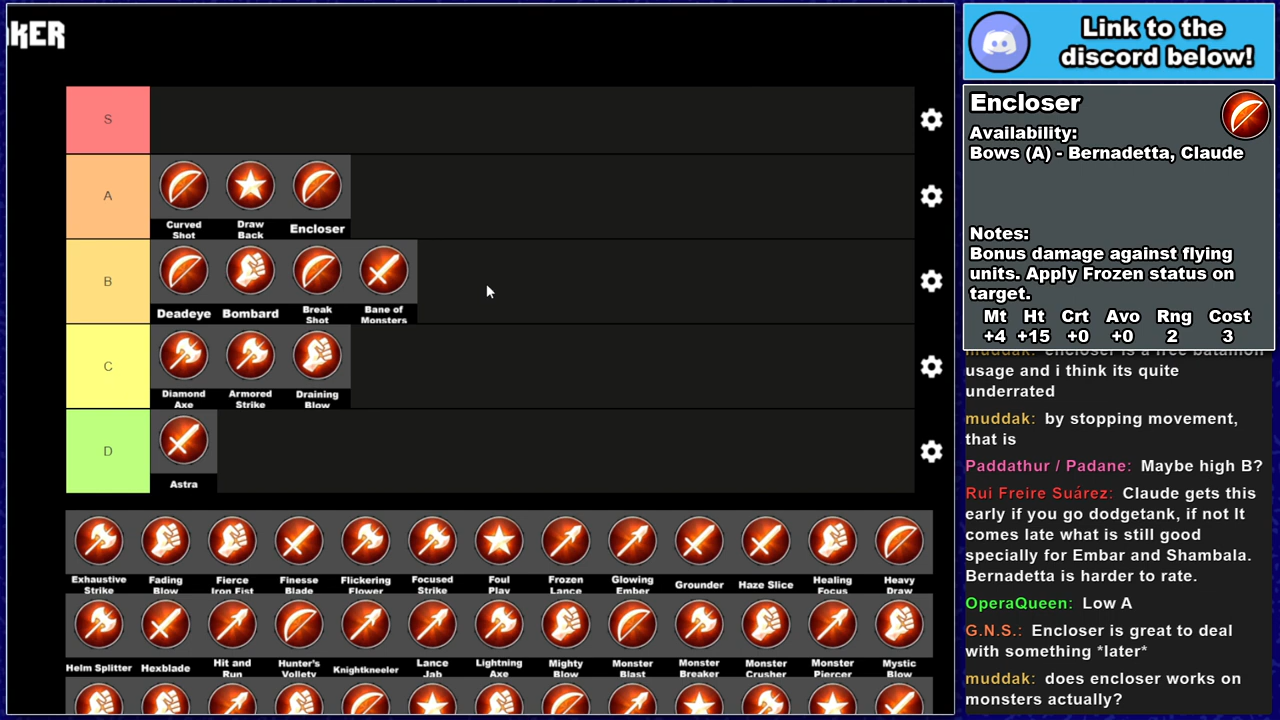 KER
S
A
Curved
Shot
Draw
Back
Encloser
B
Deadeye
Bombard
Break
Shot
Bane of
Monsters
C
Diamond
Axe
Armored
Strike
Draining
Blow
D
Astra
Exhaustive
Strike
Fading
Blow
Fierce
Iron Fist
Finesse
Blade
Flickering
Flower
Focused
Strike
Foul
Play
Frozen
Lance
Glowing
Ember
Grounder
Haze Slice
Healing
Focus
Heavy
Draw
Helm Splitter
Hexblade
Hit and
Run
Hunter's
Volley
Knightkneeler
Lance
Jab
Lightning
Axe
Mighty
Blow
Monster
Blast
Monster
Breaker
Monster
Crusher
Monster
Piercer
Mystic
Blow
Link to the
discord below!
Encloser
Availability:
Bows (A) - Bernadetta, Claude
Notes:
Bonus damage against flying
units. Apply Frozen status on
target.
Mt Ht Crt Avo Rng Cost
+4 +15 +0 +0 2 3
muddak: encloser is a free batallion
usage and i think its quite
underrated
muddak: by stopping movement,
that is
Paddathur / Padane: Maybe high B?
Rui Freire Suárez: Claude gets this
early if you go dodgetank, if not It
comes late what is still good
specially for Embar and Shambala.
Bernadetta is harder to rate.
OperaQueen: Low A
G.N.S.: Encloser is great to deal
with something *later*
muddak: does encloser works on
monsters actually?